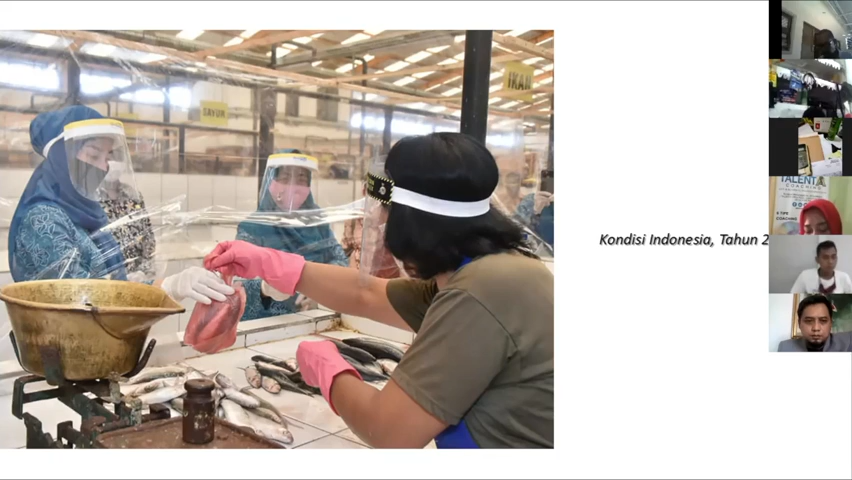 SAYUR
IKAN
Kondisi Indonesia, Tahun 2
TALENTA
COACHING